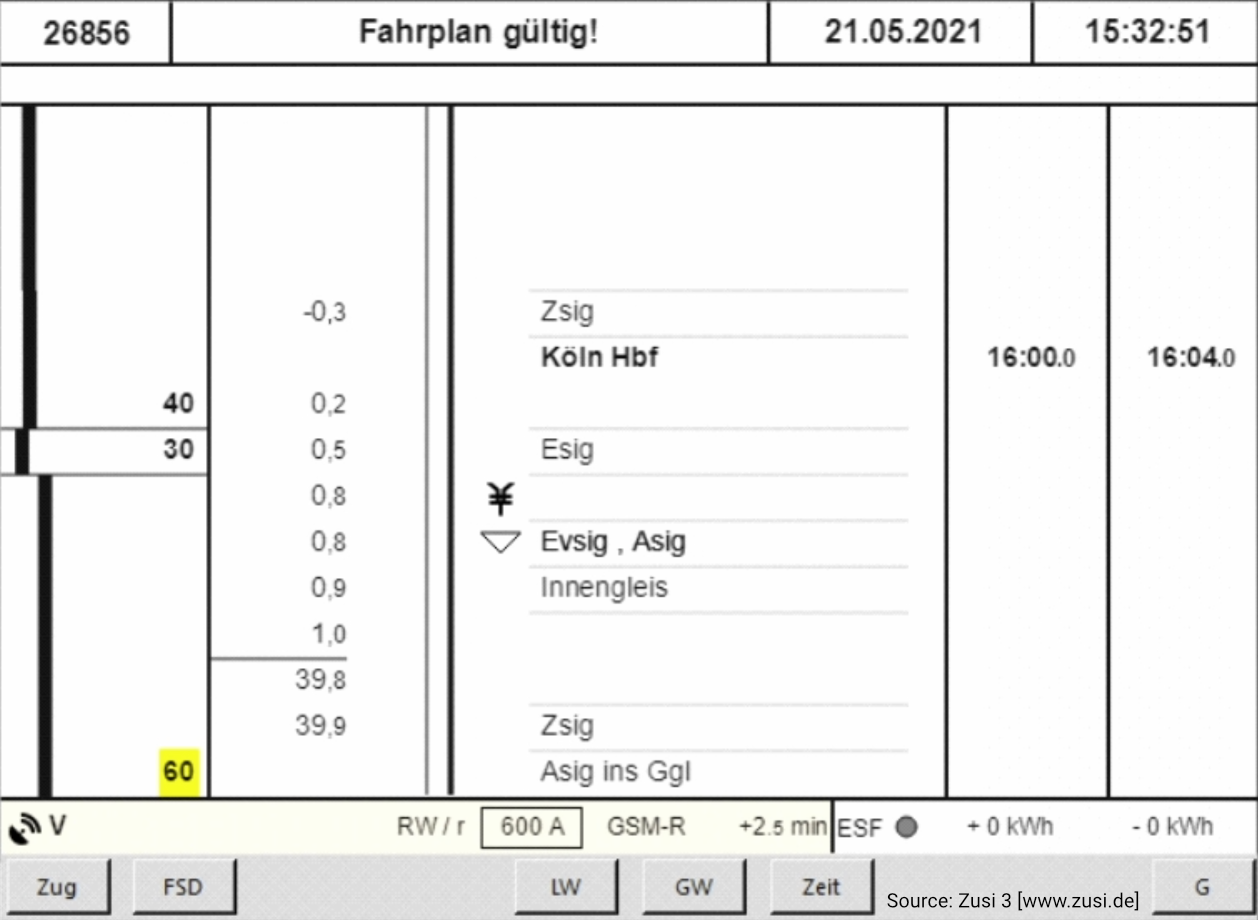 26856 Fahrplan gültig! 21.05.2021 15:32:51
-0,3 Zsig
Köln Hbf 16:00.0 16:04.0
40 0,2
30 0,5 Esig
0,8 ¥
0,8 Evsig , Asig
0,9 Innengleis
1,0
39,8
39,9 Zsig
60 Asig ins Ggl
V RW / r 600 A GSM-R +2.5 min ESF + 0 kWh - 0 kWh
Zug FSD LW GW Zeit Source: Zusi 3 [www.zusi.de] G